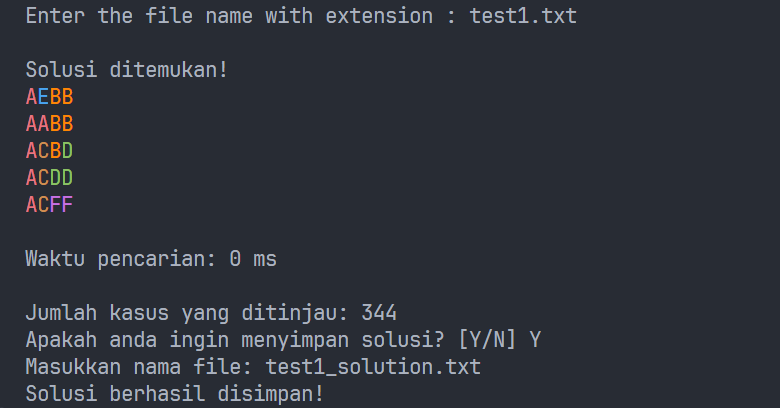 Enter the file name with extension : test1.txt
Solusi ditemukan!
AEBB
AABB
ACBD
ACDD
ACFF
Waktu pencarian: 0 ms
Jumlah kasus yang ditinjau: 344
Apakah anda ingin menyimpan solusi? [Y/N] Y
Masukkan nama file: test1_solution.txt
Solusi berhasil disimpan!